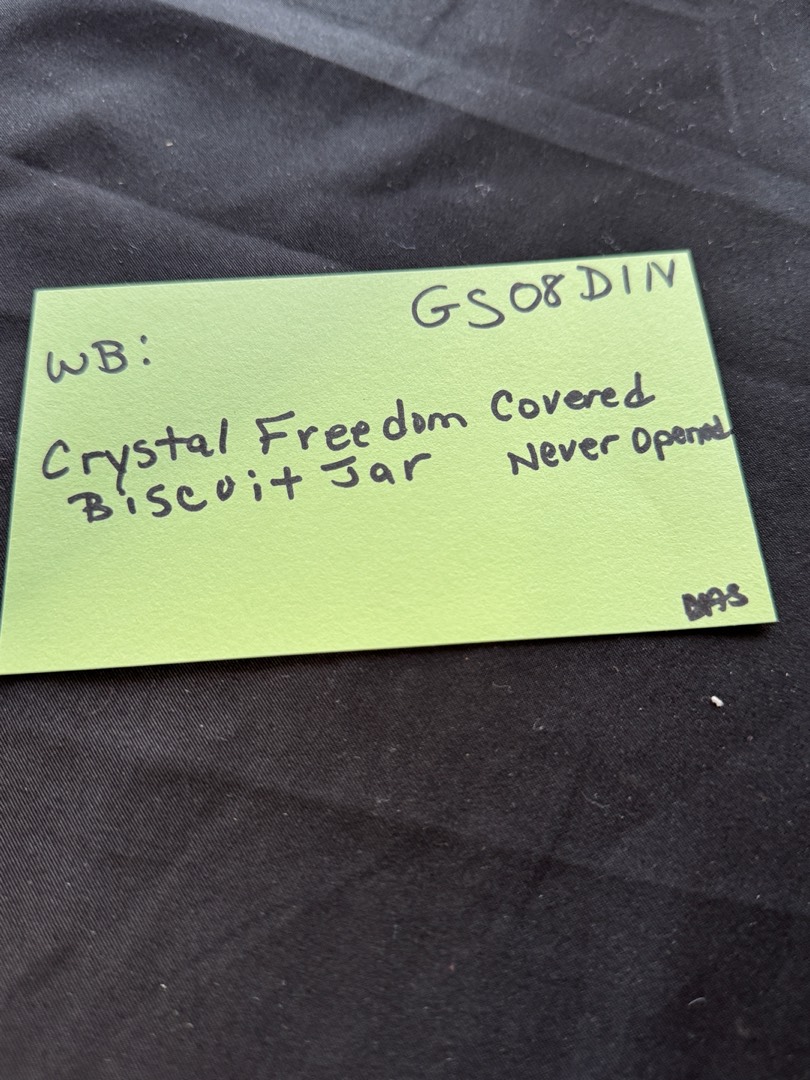 GS08DIN
WB:
Crystal Freedom Covered
Biscuit Jar Never Opened